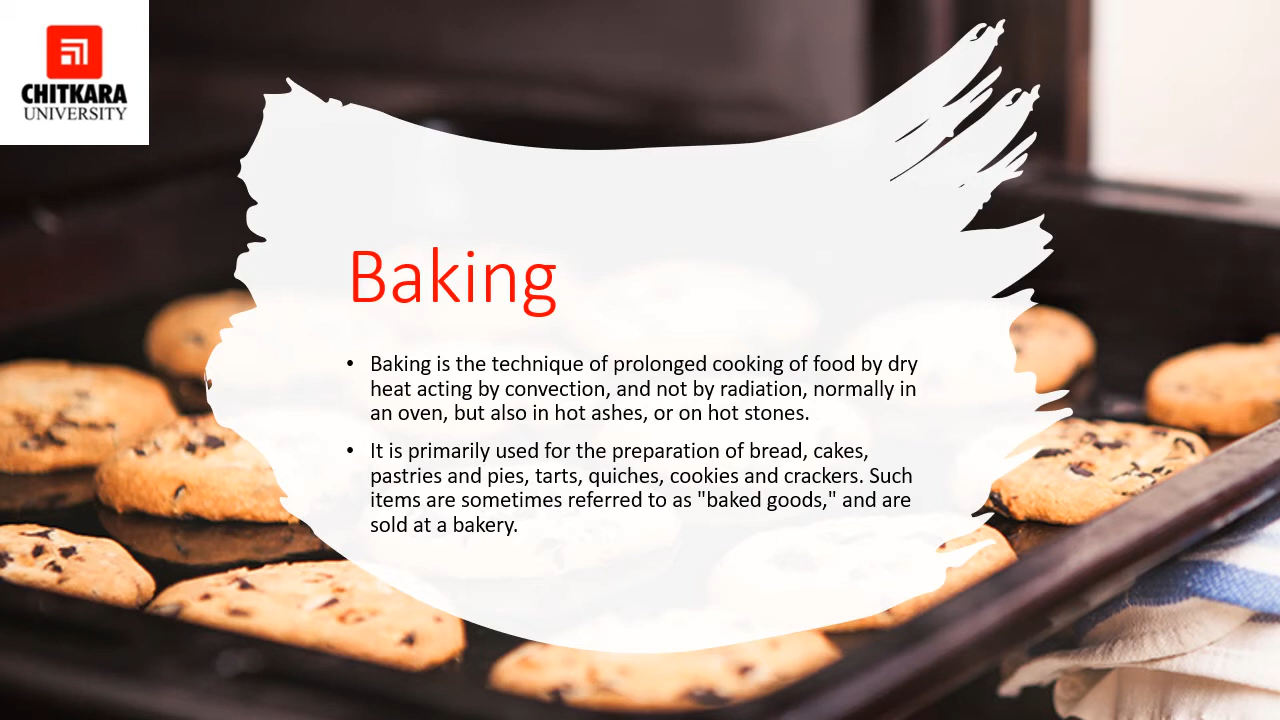 CHITKARA
UNIVERSITY
Baking
• Baking is the technique of prolonged cooking of food by dry
heat acting by convection, and not by radiation, normally in
an oven, but also in hot ashes, or on hot stones.
• It is primarily used for the preparation of bread, cakes,
pastries and pies, tarts, quiches, cookies and crackers. Such
items are sometimes referred to as "baked goods," and are
sold at a bakery.